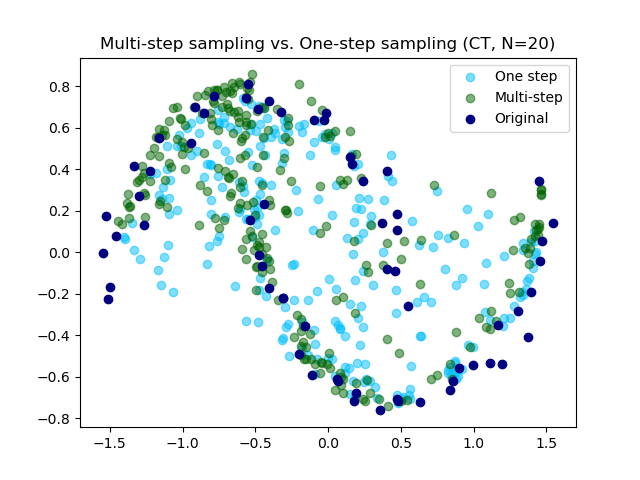 Multi-step sampling vs. One-step sampling (CT, N=20)
One step
Multi-step
Original
0.8
0.6
0.4
0.2
0.0
−0.2
−0.4
−0.6
−0.8
−1.5 −1.0 −0.5 0.0 0.5 1.0 1.5